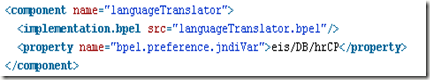 <component name="languageTranslator">
<implementation.bpel src="languageTranslator.bpel"/>
<property name="bpel.preference.jndiVar">eis/DB/hrCP</property>
</component>